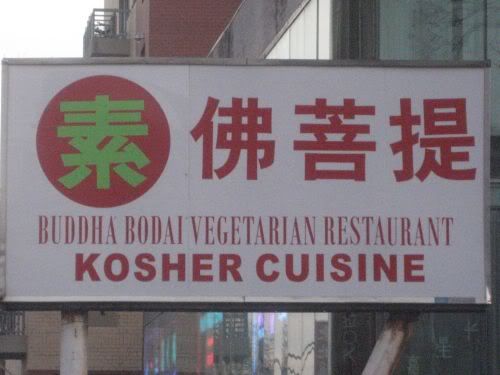 素 佛菩提
BUDDHA BODAI VEGETARIAN RESTAURANT
KOSHER CUISINE